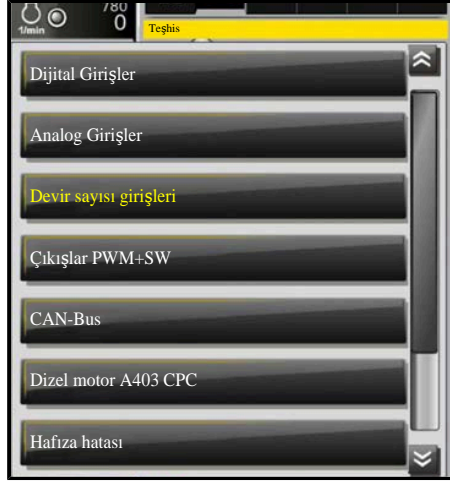 780
1/min 0
Teşhis
Dijital Girişler
Analog Girişler
Devir sayısı girişleri
Çıkışlar PWM+SW
CAN-Bus
Dizel motor A403 CPC
Hafıza hatası